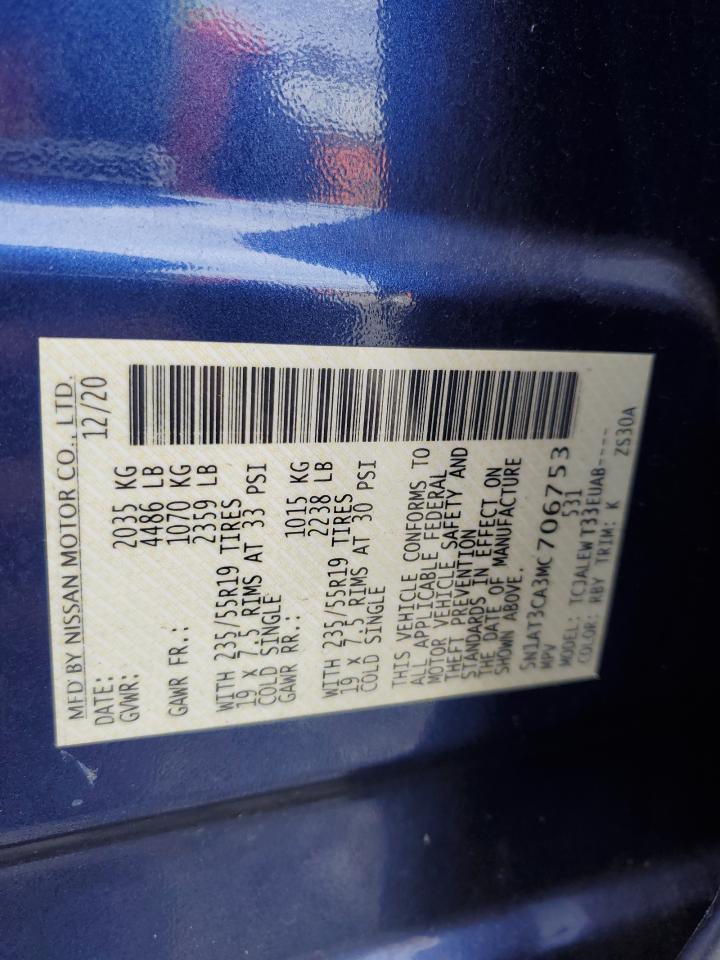 MFD BY NISSAN MOTOR CO., LTD.
DATE: 12/20
GVWR: 2035 KG
4486 LB
GAWR FR.: 1070 KG
2359 LB
WITH 235/55R19 TIRES
19 X 7.5 RIMS AT 33 PSI
COLD SINGLE
GAWR RR.: 1015 KG
2238 LB
WITH 235/55R19 TIRES
19 X 7.5 RIMS AT 30 PSI
COLD SINGLE
THIS VEHICLE CONFORMS TO
ALL APPLICABLE FEDERAL
MOTOR VEHICLE SAFETY AND
THEFT PREVENTION
STANDARDS IN EFFECT ON
THE DATE OF MANUFACTURE
SHOWN ABOVE.
5N1AT3CA3MC706753
MPV 531
MODEL: TCJALEWT33EUAB----
COLOR: RBY TRIM: K ZS30A